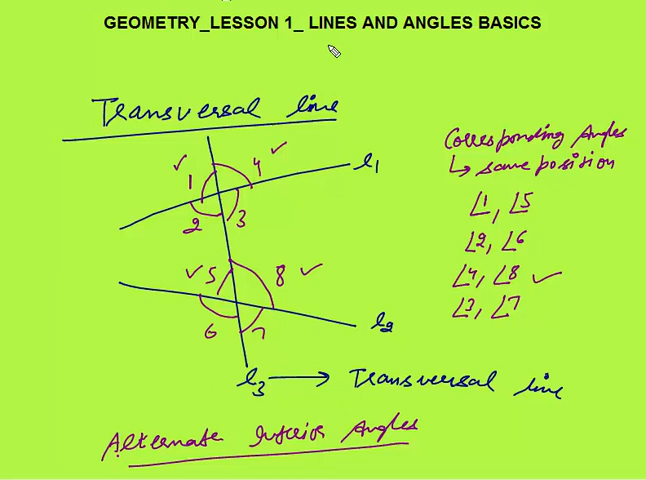 GEOMETRY_LESSON 1_ LINES AND ANGLES BASICS
Transversal line
Corresponding Angles
↳ same position
1 4 l1
2 3
∠1, ∠5
∠2, ∠6
5 8
∠4, ∠8 ✓
∠3, ∠7
6 7 l2
l3 → Transversal line
Alternate Interior Angles